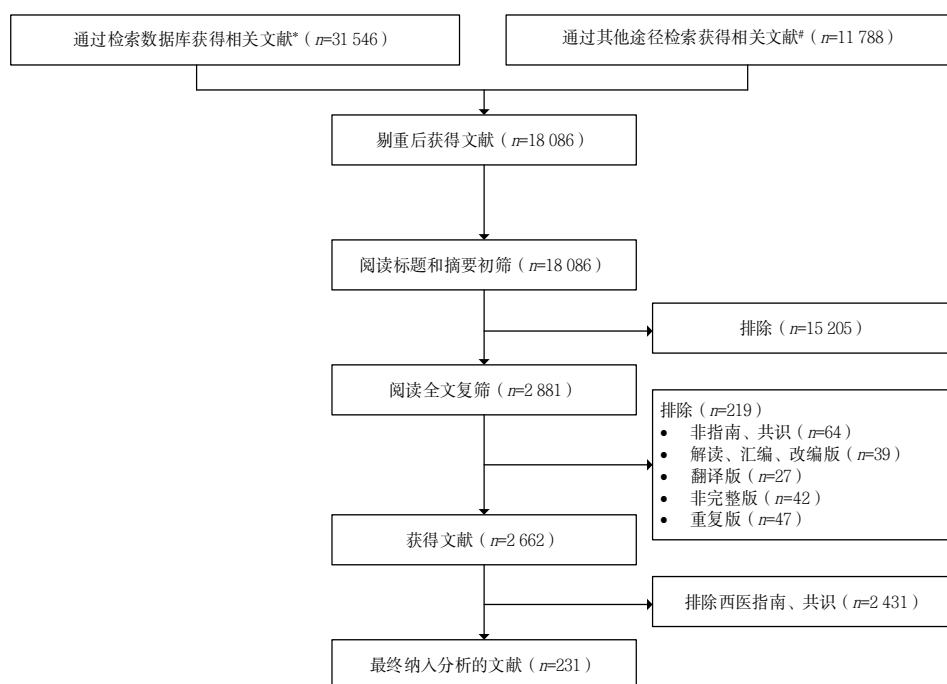 通过检索数据库获得相关文献*（n=31 546）
通过其他途径检索获得相关文献#（n=11 788）
剔重后获得文献（n=18 086）
阅读标题和摘要初筛（n=18 086）
排除（n=15 205）
阅读全文复筛（n=2 881）
排除（n=219）
• 非指南、共识（n=64）
• 解读、汇编、改编版（n=39）
• 翻译版（n=27）
• 非完整版（n=42）
• 重复版（n=47）
获得文献（n=2 662）
排除西医指南、共识（n=2 431）
最终纳入分析的文献（n=231）